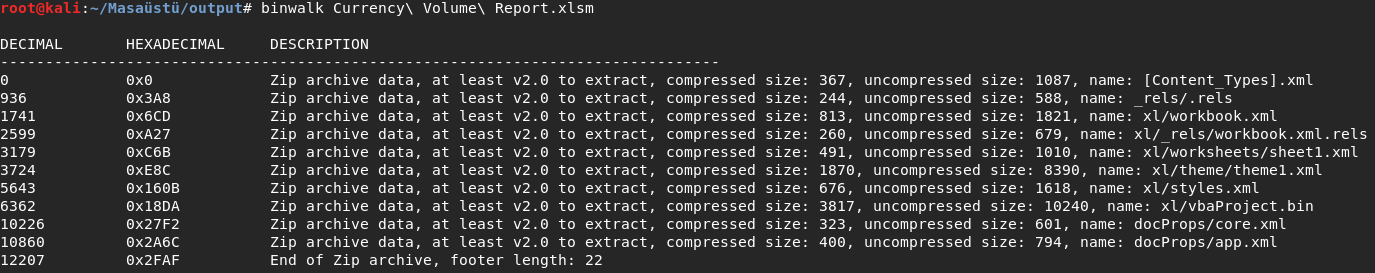 root@kali:~/Masaüstü/output# binwalk Currency\ Volume\ Report.xlsm
DECIMAL       HEXADECIMAL     DESCRIPTION
--------------------------------------------------------------------------------
0             0x0             Zip archive data, at least v2.0 to extract, compressed size: 367, uncompressed size: 1087, name: [Content_Types].xml
936           0x3A8           Zip archive data, at least v2.0 to extract, compressed size: 244, uncompressed size: 588, name: _rels/.rels
1741          0x6CD           Zip archive data, at least v2.0 to extract, compressed size: 813, uncompressed size: 1821, name: xl/workbook.xml
2599          0xA27           Zip archive data, at least v2.0 to extract, compressed size: 260, uncompressed size: 679, name: xl/_rels/workbook.xml.rels
3179          0xC6B           Zip archive data, at least v2.0 to extract, compressed size: 491, uncompressed size: 1010, name: xl/worksheets/sheet1.xml
3724          0xE8C           Zip archive data, at least v2.0 to extract, compressed size: 1870, uncompressed size: 8390, name: xl/theme/theme1.xml
5643          0x160B          Zip archive data, at least v2.0 to extract, compressed size: 676, uncompressed size: 1618, name: xl/styles.xml
6362          0x18DA          Zip archive data, at least v2.0 to extract, compressed size: 3817, uncompressed size: 10240, name: xl/vbaProject.bin
10226         0x27F2          Zip archive data, at least v2.0 to extract, compressed size: 323, uncompressed size: 601, name: docProps/core.xml
10860         0x2A6C          Zip archive data, at least v2.0 to extract, compressed size: 400, uncompressed size: 794, name: docProps/app.xml
12207         0x2FAF          End of Zip archive, footer length: 22